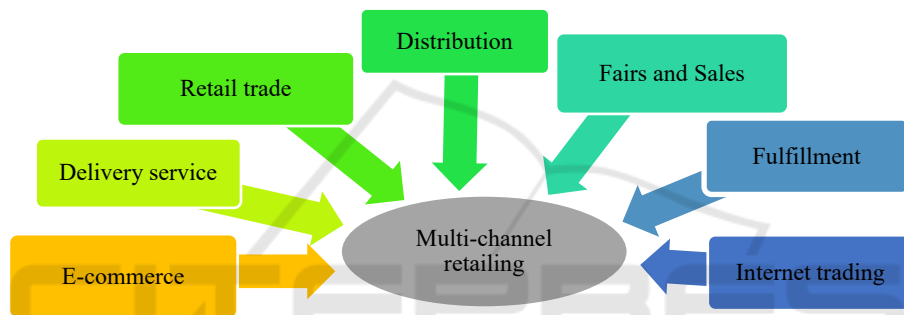 Distribution
Fairs and Sales
Retail trade
Fulfillment
Delivery service
Multi-channel
retailing
E-commerce
Internet trading